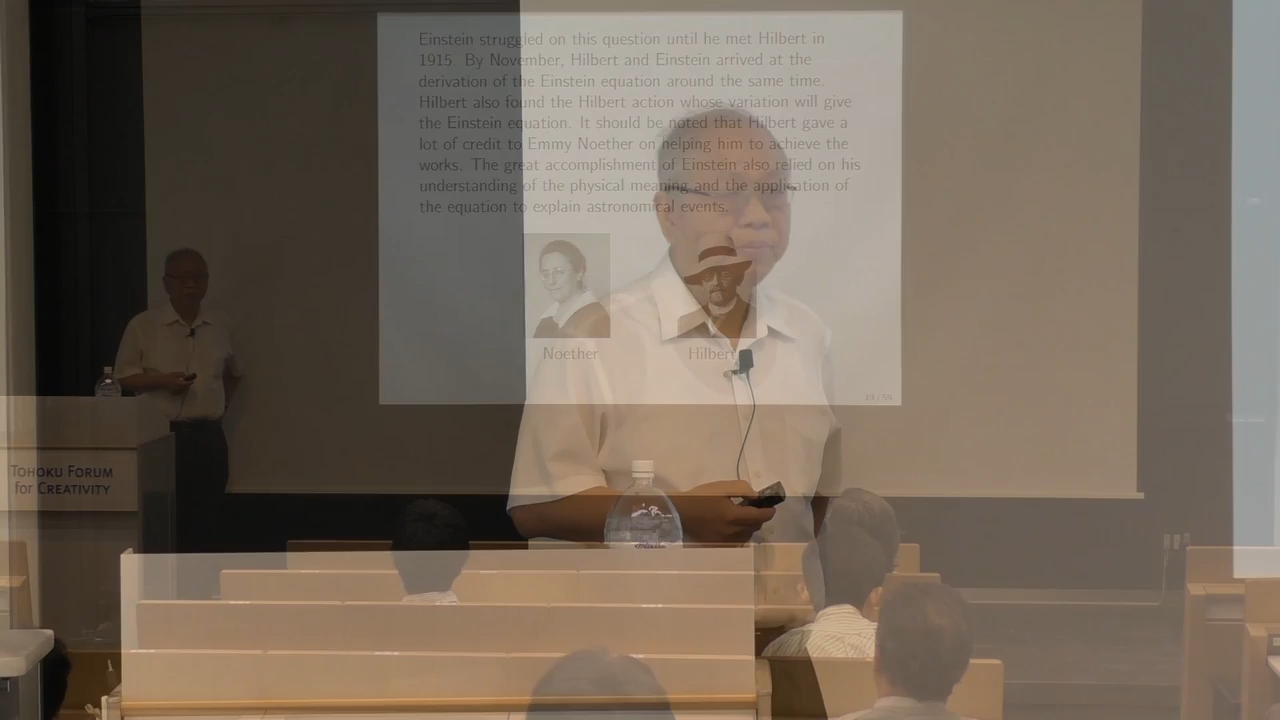 Einstein struggled on this question until he met Hilbert in
1915. By November, Hilbert and Einstein arrived at the
derivation of the Einstein equation around the same time.
Hilbert also found the Hilbert action whose variation will give
the Einstein equation. It should be noted that Hilbert gave a
lot of credit to Emmy Noether on helping him to achieve the
works. The great accomplishment of Einstein also relied on his
understanding of the physical meaning and the application of
the equation to explain astronomical events.
Noether
Hilbert
19 / 59
TOHOKU FORUM
for CREATIVITY